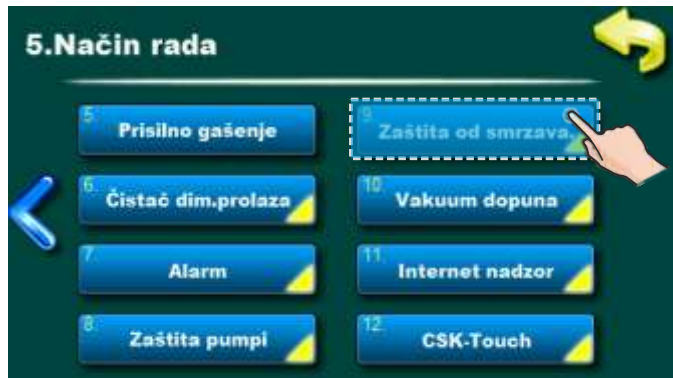 5.Način rada
5. Prisilno gašenje
9. Zaštita od smrzava.
6. Čistač dim.prolaza
10. Vakuum dopuna
7. Alarm
11. Internet nadzor
8. Zaštita pumpi
12. CSK-Touch